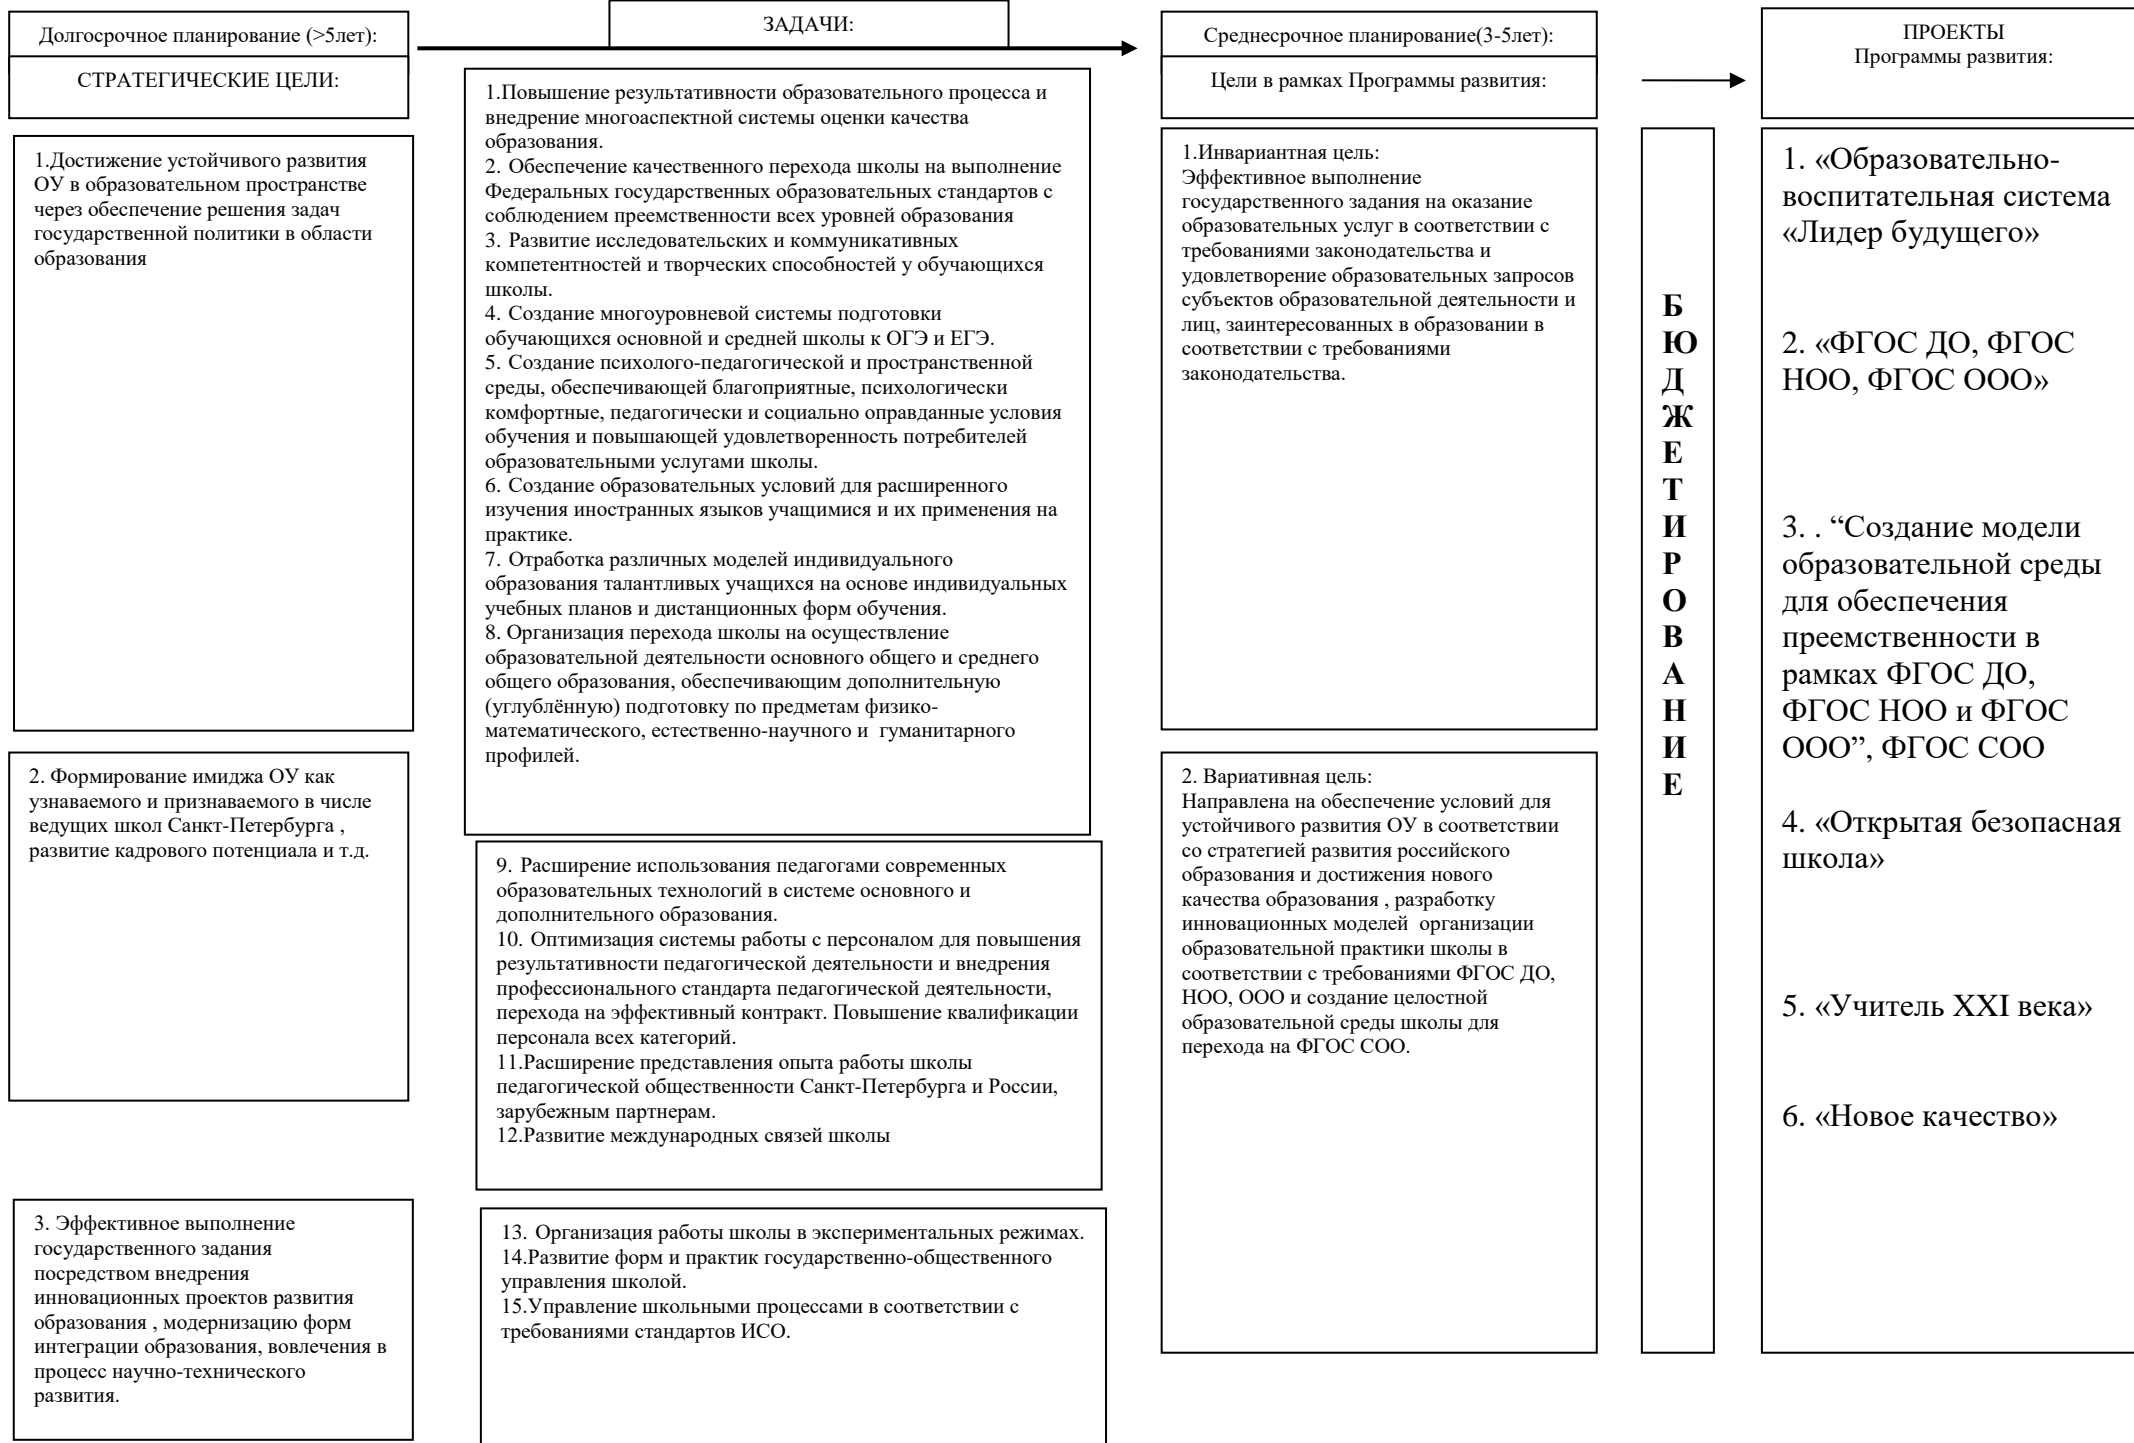 Долгосрочное планирование (>5лет):
СТРАТЕГИЧЕСКИЕ ЦЕЛИ:
1.Достижение устойчивого развития
ОУ в образовательном пространстве
через обеспечение решения задач
государственной политики в области
образования
2. Формирование имиджа ОУ как
узнаваемого и признаваемого в числе
ведущих школ Санкт-Петербурга ,
развитие кадрового потенциала и т.д.
3. Эффективное выполнение
государственного задания
посредством внедрения
инновационных проектов развития
образования , модернизацию форм
интеграции образования, вовлечения в
процесс научно-технического
развития.
ЗАДАЧИ:
1.Повышение результативности образовательного процесса и
внедрение многоаспектной системы оценки качества
образования.
2. Обеспечение качественного перехода школы на выполнение
Федеральных государственных образовательных стандартов с
соблюдением преемственности всех уровней образования
3. Развитие исследовательских и коммуникативных
компетентностей и творческих способностей у обучающихся
школы.
4. Создание многоуровневой системы подготовки
обучающихся основной и средней школы к ОГЭ и ЕГЭ.
5. Создание психолого-педагогической и пространственной
среды, обеспечивающей благоприятные, психологически
комфортные, педагогически и социально оправданные условия
обучения и повышающей удовлетворенность потребителей
образовательными услугами школы.
6. Создание образовательных условий для расширенного
изучения иностранных языков учащимися и их применения на
практике.
7. Отработка различных моделей индивидуального
образования талантливых учащихся на основе индивидуальных
учебных планов и дистанционных форм обучения.
8. Организация перехода школы на осуществление
образовательной деятельности основного общего и среднего
общего образования, обеспечивающим дополнительную
(углублённую) подготовку по предметам физико-
математического, естественно-научного и гуманитарного
профилей.
9. Расширение использования педагогами современных
образовательных технологий в системе основного и
дополнительного образования.
10. Оптимизация системы работы с персоналом для повышения
результативности педагогической деятельности и внедрения
профессионального стандарта педагогической деятельности,
перехода на эффективный контракт. Повышение квалификации
персонала всех категорий.
11.Расширение представления опыта работы школы
педагогической общественности Санкт-Петербурга и России,
зарубежным партнерам.
12.Развитие международных связей школы
13. Организация работы школы в экспериментальных режимах.
14.Развитие форм и практик государственно-общественного
управления школой.
15.Управление школьными процессами в соответствии с
требованиями стандартов ИСО.
Среднесрочное планирование(3-5лет):
Цели в рамках Программы развития:
1.Инвариантная цель:
Эффективное выполнение
государственного задания на оказание
образовательных услуг в соответствии с
требованиями законодательства и
удовлетворение образовательных запросов
субъектов образовательной деятельности и
лиц, заинтересованных в образовании в
соответствии с требованиями
законодательства.
2. Вариативная цель:
Направлена на обеспечение условий для
устойчивого развития ОУ в соответствии
со стратегией развития российского
образования и достижения нового
качества образования , разработку
инновационных моделей организации
образовательной практики школы в
соответствии с требованиями ФГОС ДО,
НОО, ООО и создание целостной
образовательной среды школы для
перехода на ФГОС СОО.
Б
Ю
Д
Ж
Е
Т
И
Р
О
В
А
Н
И
Е
ПРОЕКТЫ
Программы развития:
1. «Образовательно-
воспитательная система
«Лидер будущего»
2. «ФГОС ДО, ФГОС
НОО, ФГОС ООО»
3. . “Создание модели
образовательной среды
для обеспечения
преемственности в
рамках ФГОС ДО,
ФГОС НОО и ФГОС
ООО”, ФГОС СОО
4. «Открытая безопасная
школа»
5. «Учитель XXI века»
6. «Новое качество»